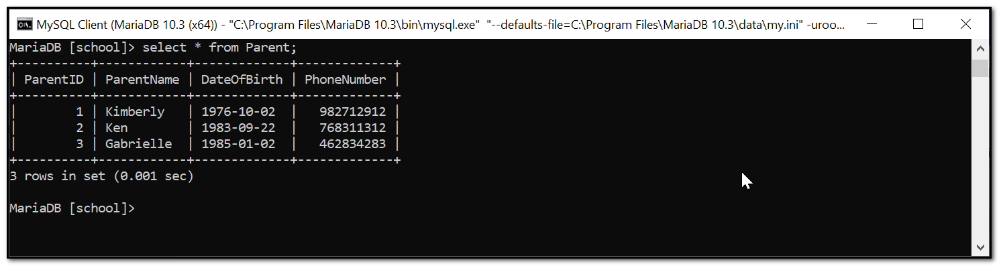 MySQL Client (MariaDB 10.3 (x64)) - "C:\Program Files\MariaDB 10.3\bin\mysql.exe"  "--defaults-file=C:\Program Files\MariaDB 10.3\data\my.ini" -uroo...
MariaDB [school]> select * from Parent;
+----------+------------+-------------+-------------+
| ParentID | ParentName | DateOfBirth | PhoneNumber |
+----------+------------+-------------+-------------+
|        1 | Kimberly   | 1976-10-02  |   982712912 |
|        2 | Ken        | 1983-09-22  |   768311312 |
|        3 | Gabrielle  | 1985-01-02  |   462834283 |
+----------+------------+-------------+-------------+
3 rows in set (0.001 sec)
MariaDB [school]>